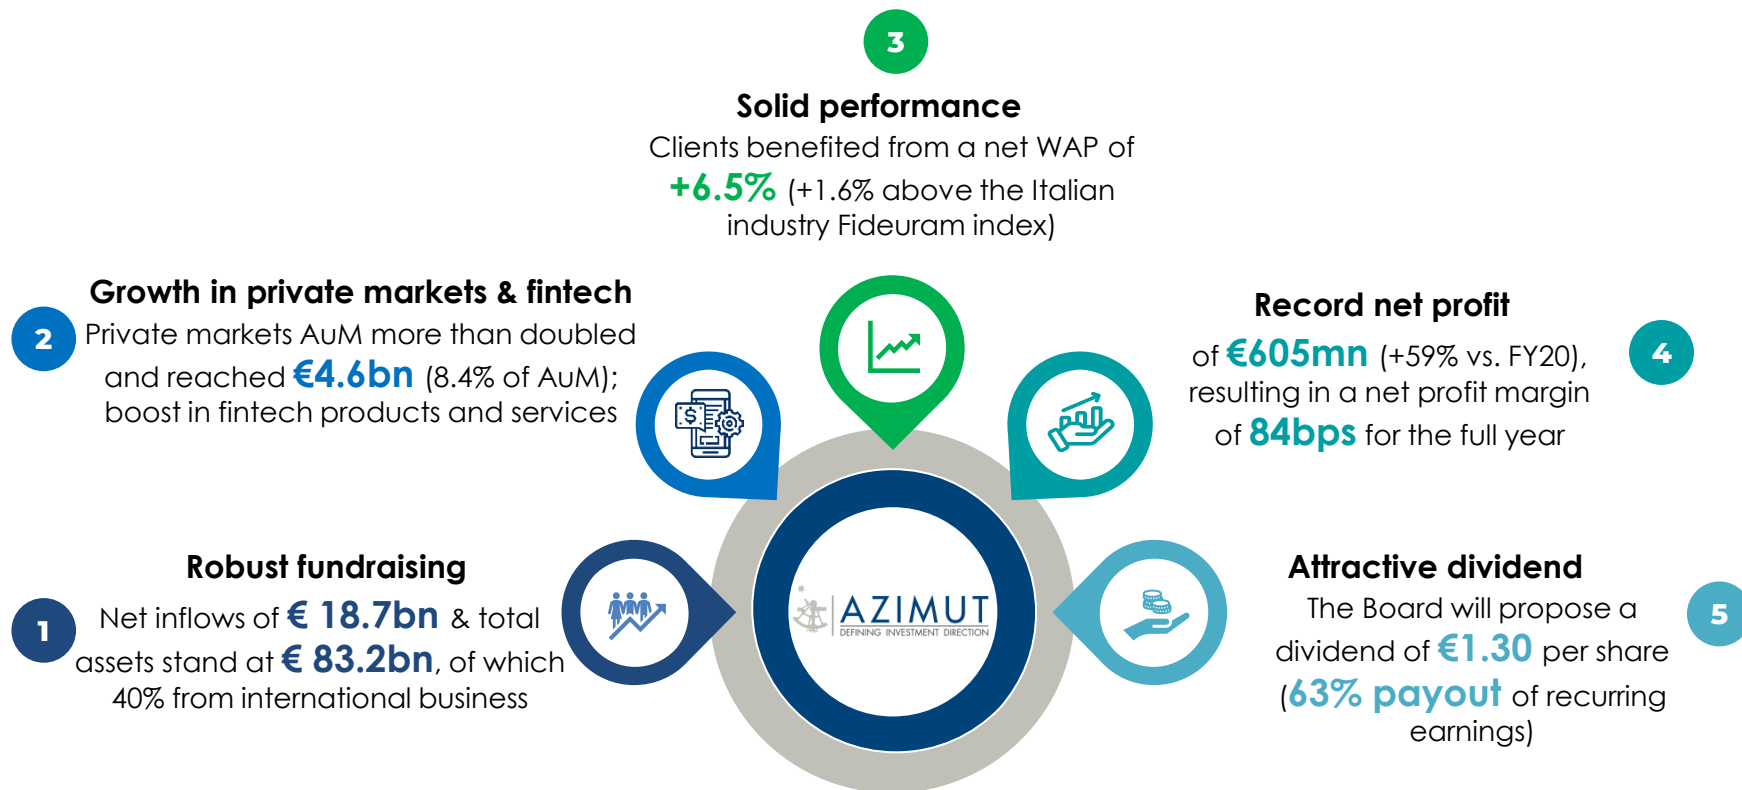 3
Solid performance
Clients benefited from a net WAP of
+6.5% (+1.6% above the Italian
industry Fideuram index)
2
Growth in private markets & fintech
Private markets AuM more than doubled
and reached €4.6bn (8.4% of AuM);
boost in fintech products and services
Record net profit
of €605mn (+59% vs. FY20),
resulting in a net profit margin
of 84bps for the full year
4
1
Robust fundraising
Net inflows of € 18.7bn & total
assets stand at € 83.2bn, of which
40% from international business
$
AZIMUT
DEFINING INVESTMENT DIRECTION
Attractive dividend
The Board will propose a
dividend of €1.30 per share
(63% payout of recurring
earnings)
5